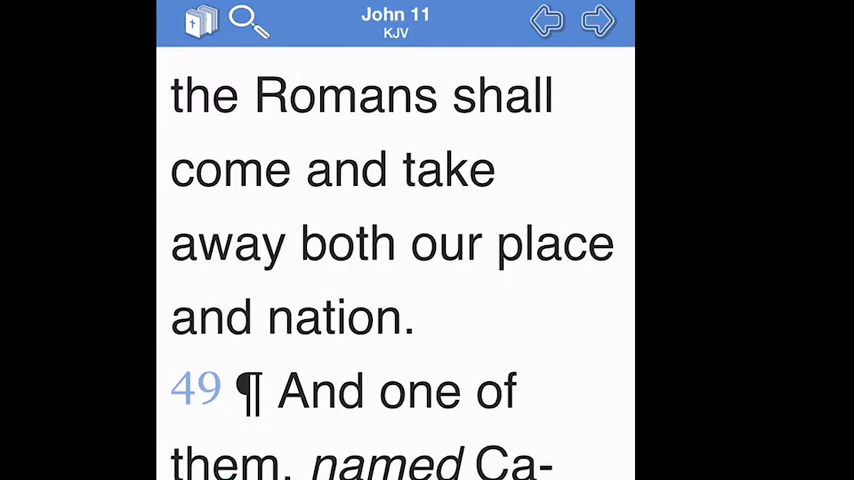 John 11
KJV
the Romans shall
come and take
away both our place
and nation.
49 ¶ And one of
them, named Ca-